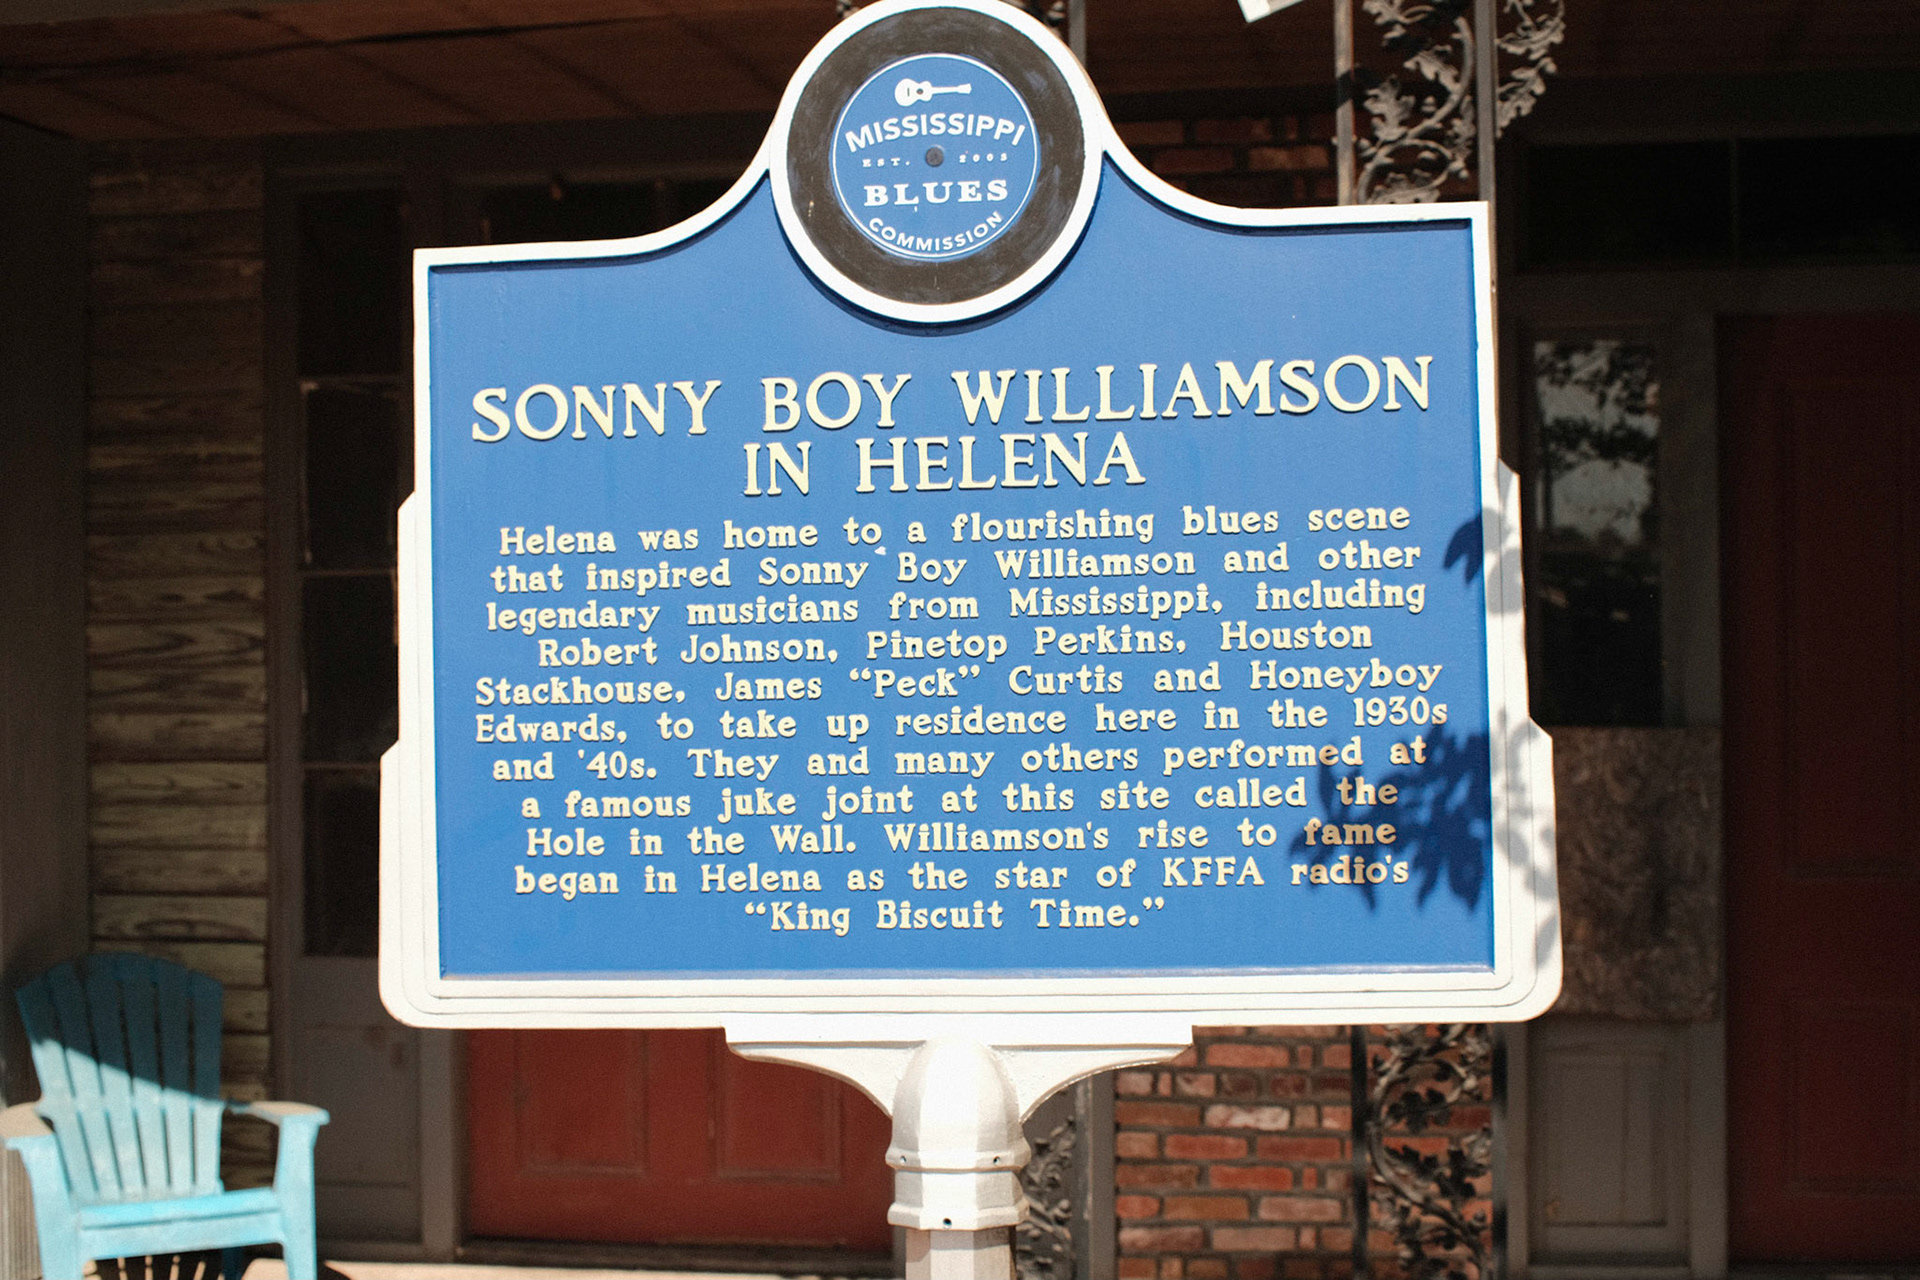 MISSISSIPPI
EST. 2003
BLUES
COMMISSION
SONNY BOY WILLIAMSON
IN HELENA
Helena was home to a flourishing blues scene
that inspired Sonny Boy Williamson and other
legendary musicians from Mississippi, including
Robert Johnson, Pinetop Perkins, Houston
Stackhouse, James “Peck” Curtis and Honeyboy
Edwards, to take up residence here in the 1930s
and '40s. They and many others performed at
a famous juke joint at this site called the
Hole in the Wall. Williamson's rise to fame
began in Helena as the star of KFFA radio's
“King Biscuit Time.”